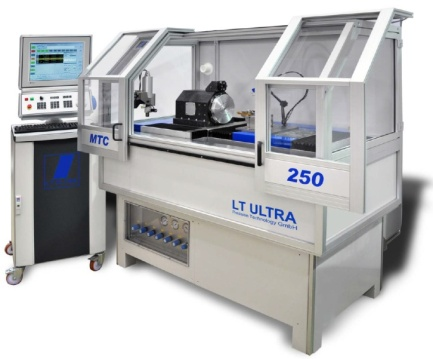 MTC
250
LT ULTRA
Precision Technology GmbH